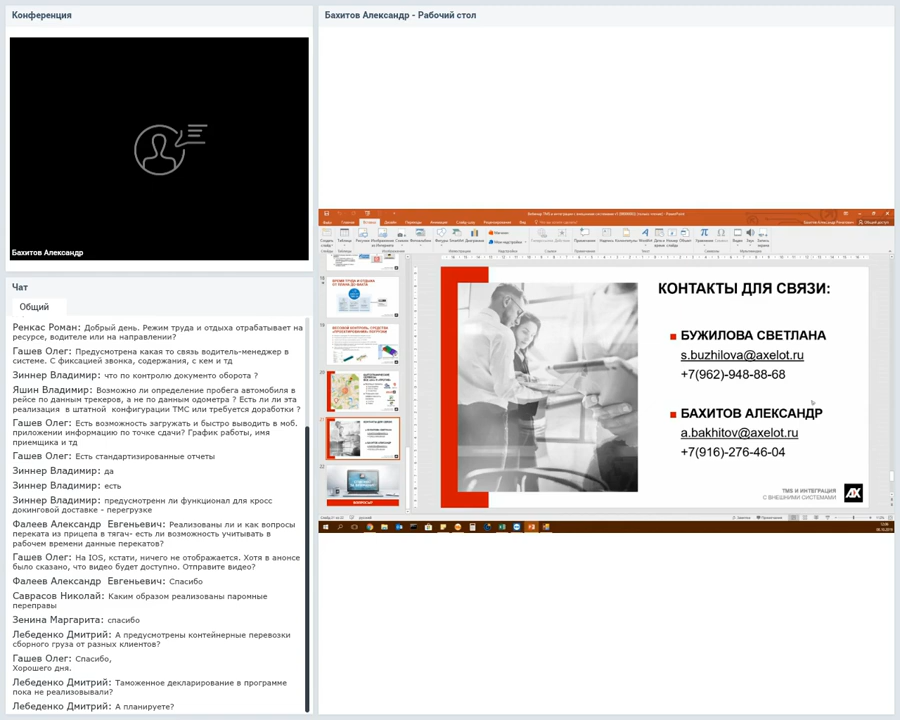 Конференция
Бахитов Александр
Чат
Общий
Ренкас Роман: Добрый день. Режим труда и отдыха отрабатывает на
ресурсе, водителе или на направлении?
Гашев Олег: Предусмотрена какая то связь водитель-менеджер в
системе. С фиксацией звонка, содержания, с кем и тд
Зиннер Владимир: что по контролю документо оборота ?
Яшин Владимир: Возможно ли определение пробега автомобиля в
рейсе по данным трекеров, а не по данным одометра ? Есть ли эта
реализация в штатной конфигурации ТМС или требуется доработки ?
Гашев Олег: Есть возможность загружать и быстро выводить в моб.
приложении информацию по точке сдачи? График работы, имя
приемщика и тд
Гашев Олег: Есть стандартизированные отчеты
Зиннер Владимир: да
Зиннер Владимир: есть
Зиннер Владимир: предусмотренн ли функционал для кросс
докинговой доставке - перегрузке
Фалеев Александр Евгеньевич: Реализованы ли и как вопросы
переката из прицепа в тягач- есть ли возможность учитывать в
рабочем времени данные перекатов?
Гашев Олег: На IOS, кстати, ничего не отображается. Хотя в анонсе
было сказано, что видео будет доступно. Отправите видео?
Фалеев Александр Евгеньевич: Спасибо
Саврасов Николай: Каким образом реализованы паромные
переправы
Зенина Маргарита: спасибо
Лебеденко Дмитрий: А предусмотрены контейнерные перевозки
сборного груза от разных клиентов?
Гашев Олег: Спасибо,
Хорошего дня.
Лебеденко Дмитрий: Таможенное декларирование в программе
пока не реализовывали?
Лебеденко Дмитрий: А планируете?
Бахитов Александр - Рабочий стол
КОНТАКТЫ ДЛЯ СВЯЗИ:
БУЖИЛОВА СВЕТЛАНА
s.buzhilova@axelot.ru
+7(962)-948-88-68
БАХИТОВ АЛЕКСАНДР
a.bakhitov@axelot.ru
+7(916)-276-46-04
TMS И ИНТЕГРАЦИЯ
С ВНЕШНИМИ СИСТЕМАМИ